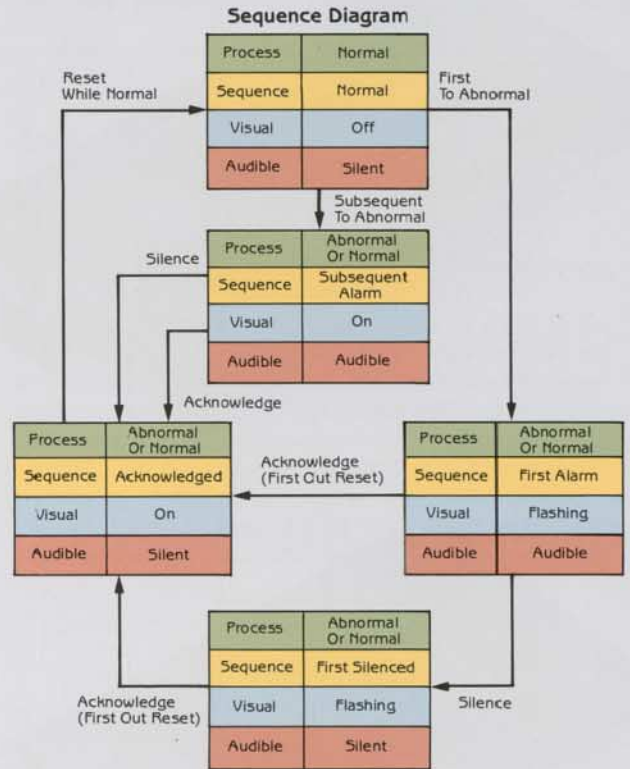 Sequence Diagram
Process Normal
Sequence Normal
Visual Off
Audible Silent
Reset
While Normal
First
To Abnormal
Subsequent
To Abnormal
Process Abnormal
Or Normal
Sequence Subsequent
Alarm
Visual On
Audible Audible
Silence
Acknowledge
Process Abnormal
Or Normal
Sequence Acknowledged
Visual On
Audible Silent
Acknowledge
(First Out Reset)
Process Abnormal
Or Normal
Sequence First Alarm
Visual Flashing
Audible Audible
Process Abnormal
Or Normal
Sequence First Silenced
Visual Flashing
Audible Silent
Acknowledge
(First Out Reset)
Silence